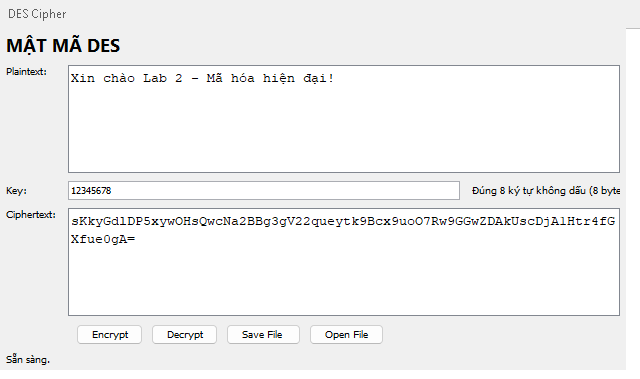 DES Cipher
MẬT MÃ DES
Plaintext:
Xin chào Lab 2 – Mã hóa hiện đại!
Key:
12345678
Đúng 8 ký tự không dấu (8 byte
Ciphertext:
sKkyGdlDP5xywOHsQwcNa2BBg3gV22queytk9Bcx9uoO7Rw9GGwZDAkUscDjAlHtr4fG
Xfue0gA=
Encrypt
Decrypt
Save File
Open File
Sẵn sàng.